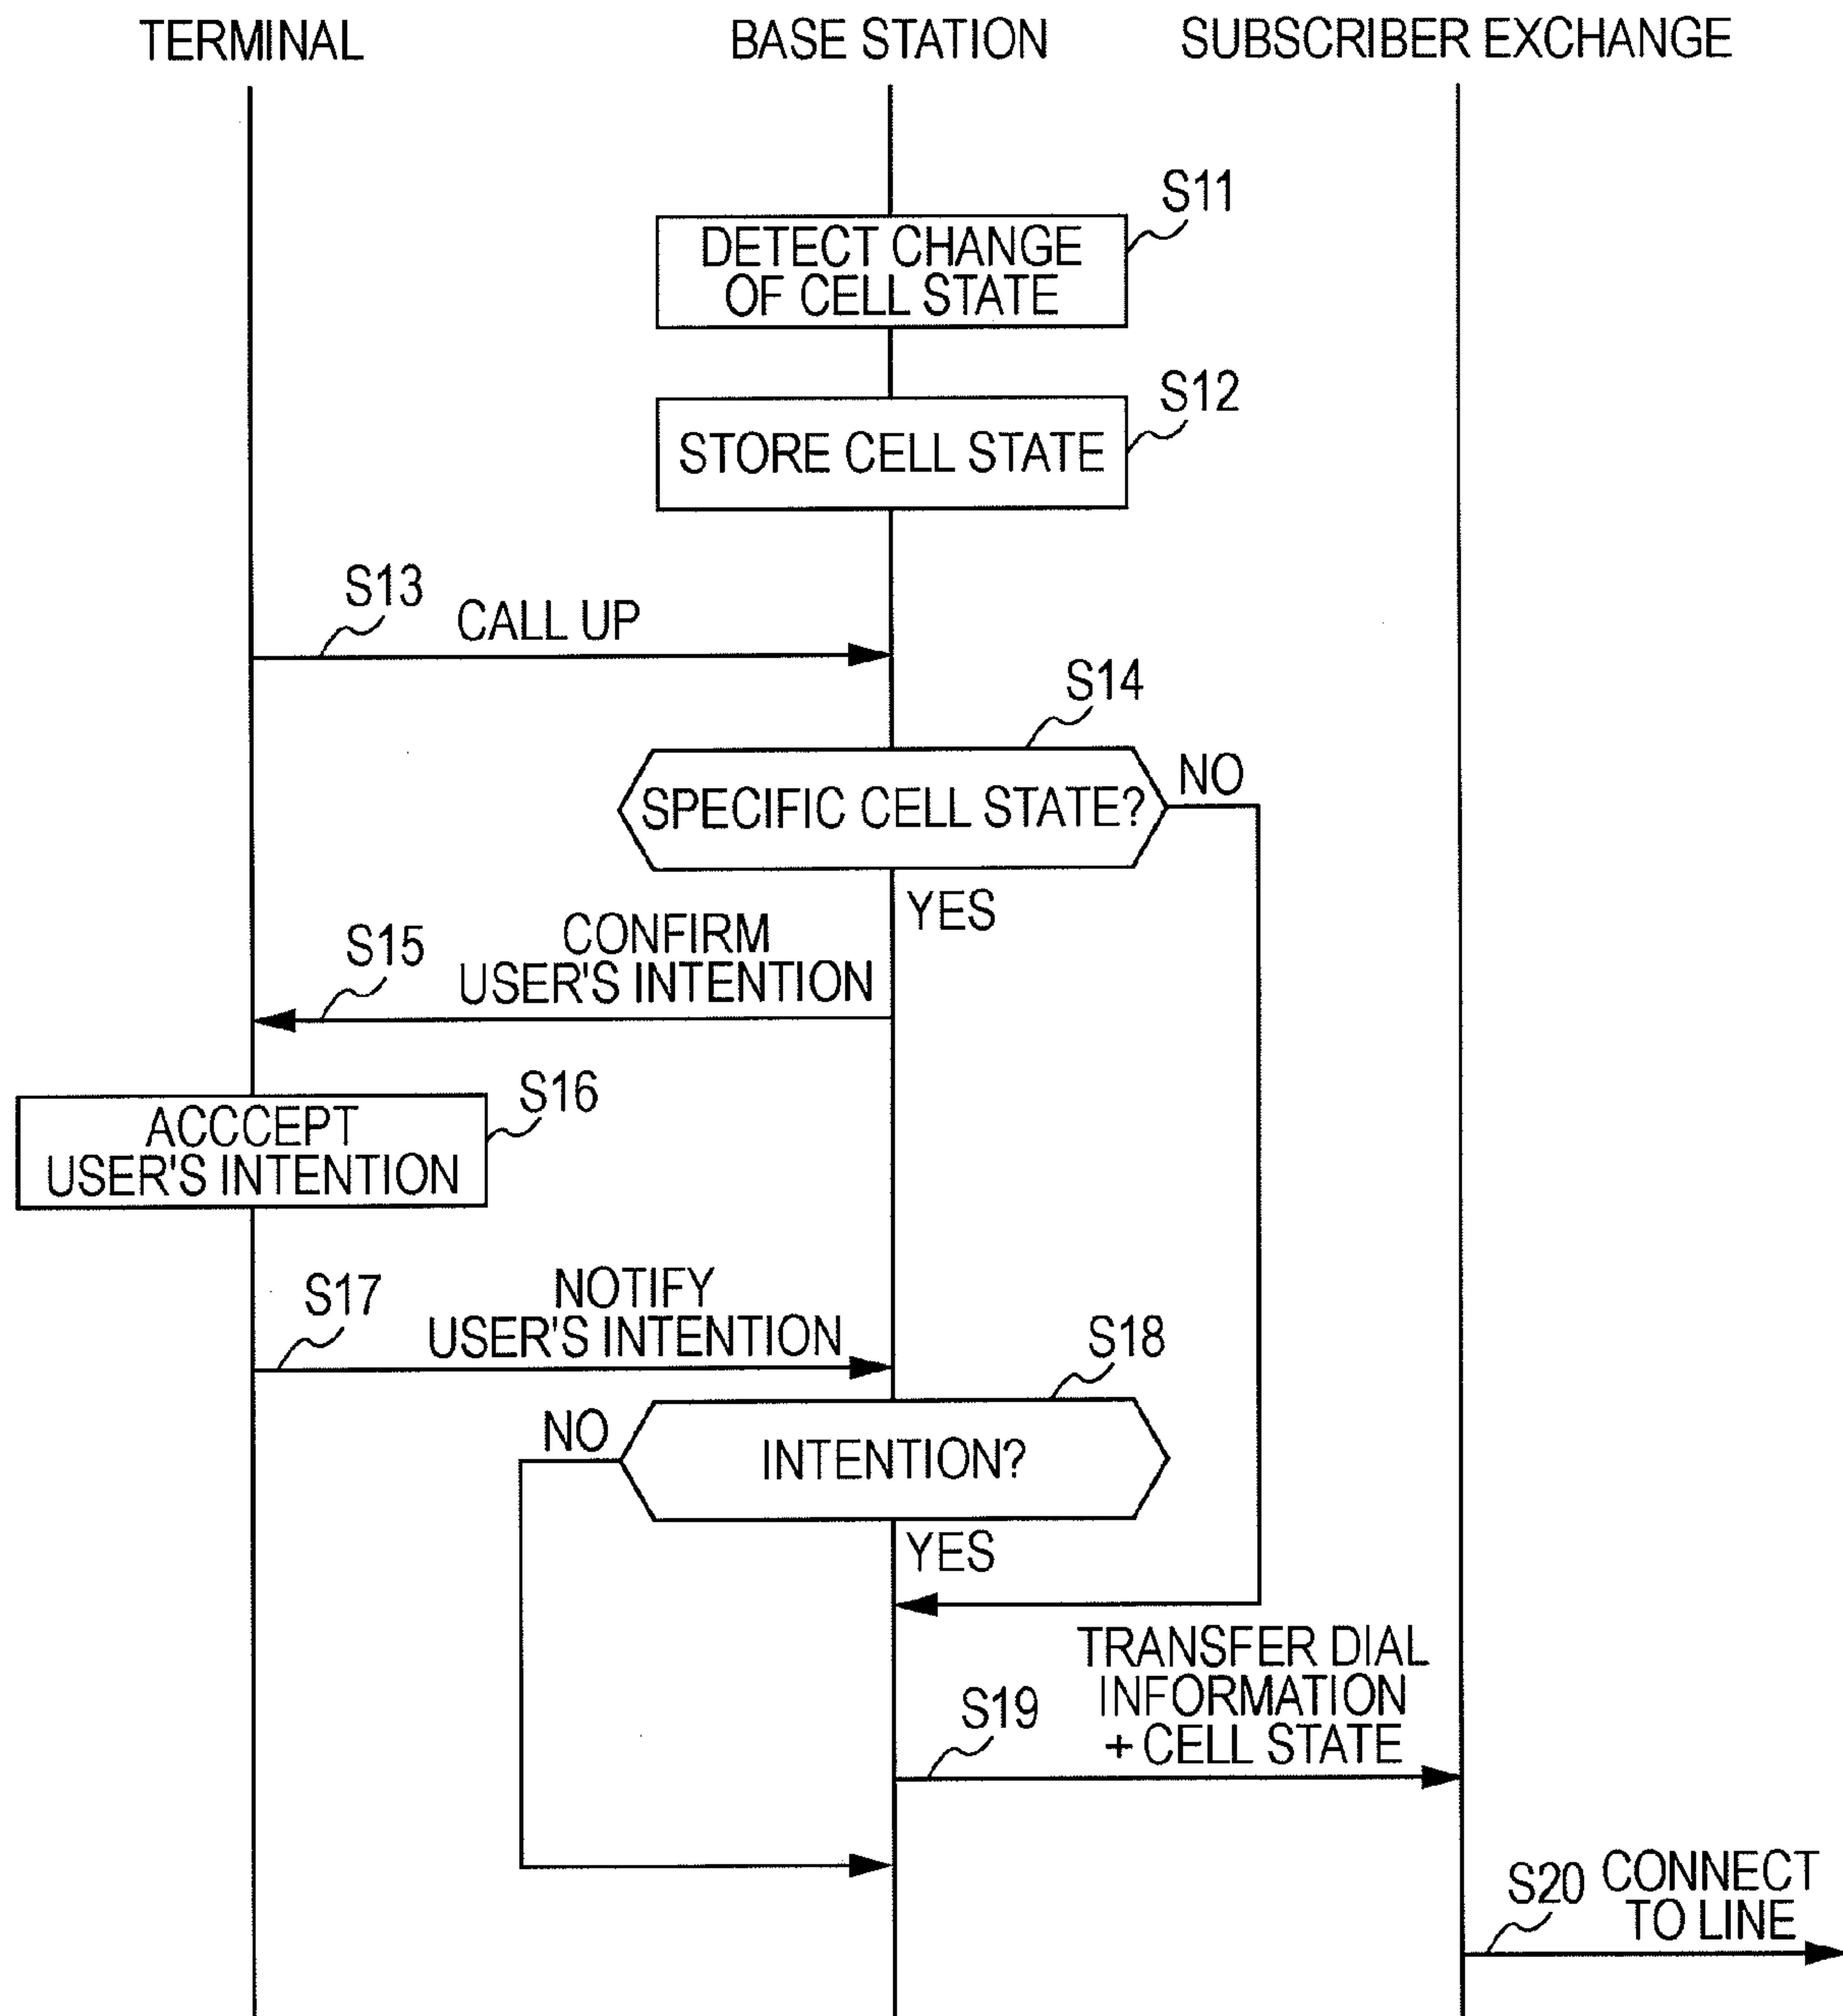 TERMINAL
BASE STATION
SUBSCRIBER EXCHANGE
S11
DETECT CHANGE
OF CELL STATE
S12
STORE CELL STATE
S13
CALL UP
S14
SPECIFIC CELL STATE?
NO
YES
S15
CONFIRM
USER'S INTENTION
S16
ACCCEPT
USER'S INTENTION
S17
NOTIFY
USER'S INTENTION
S18
NO
INTENTION?
YES
S19
TRANSFER DIAL
INFORMATION
+ CELL STATE
S20
CONNECT
TO LINE